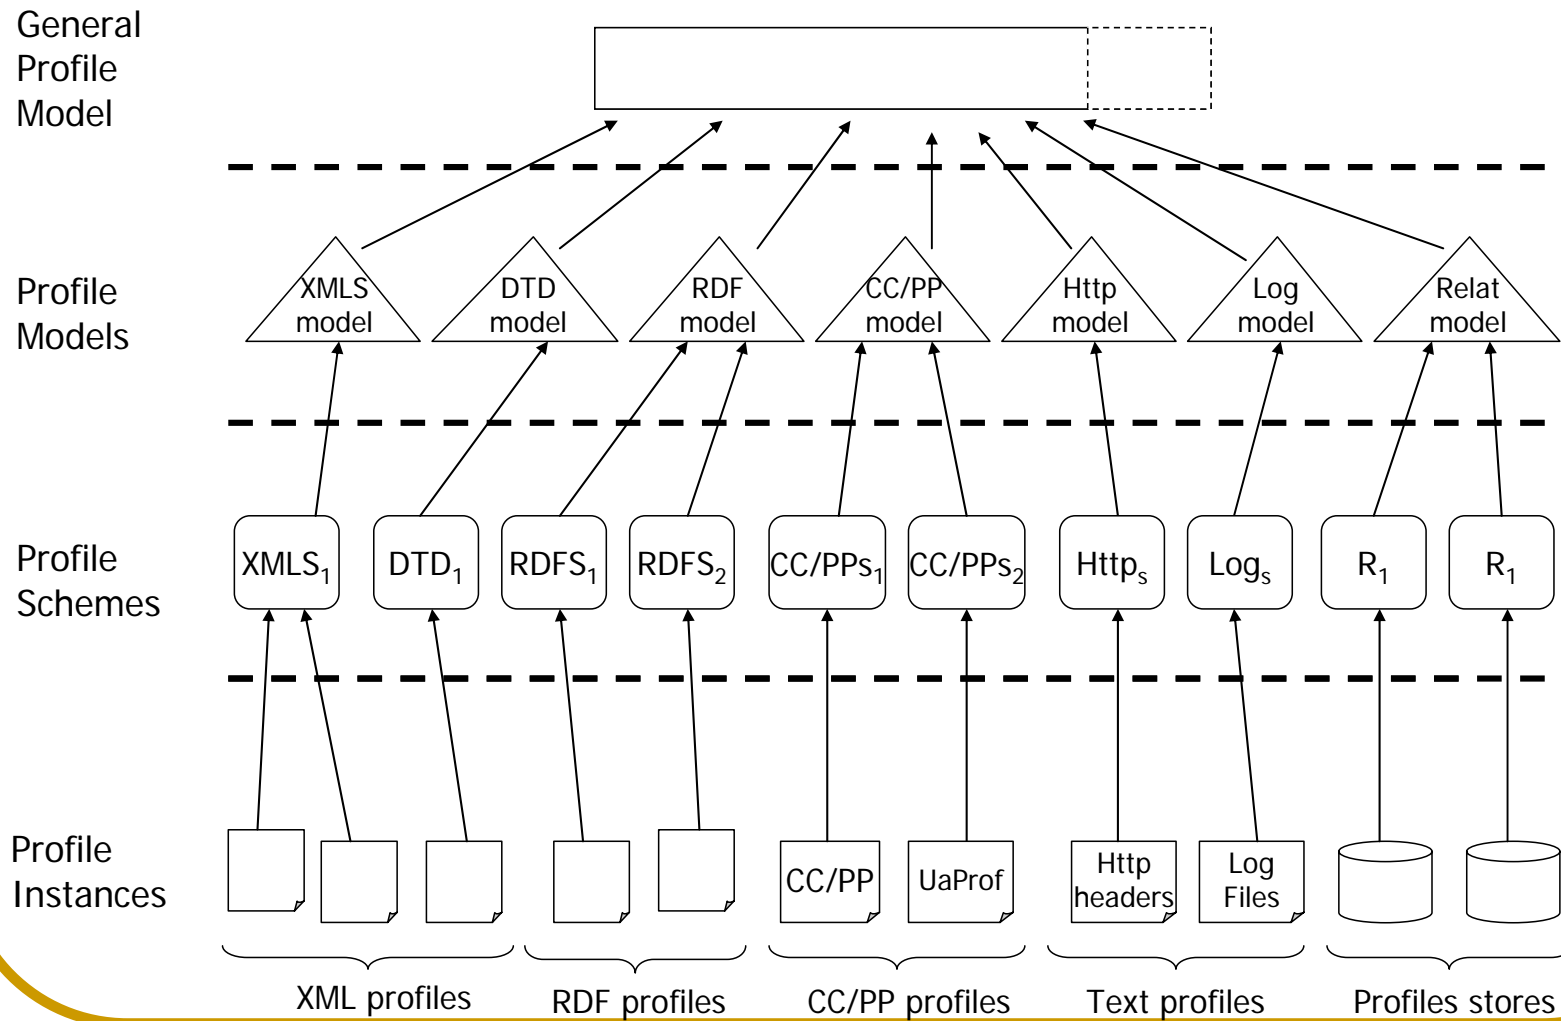 General
Profile
Model
Profile
Models
XMLS
model
DTD
model
RDF
model
CC/PP
model
Http
model
Log
model
Relat
model
Profile
Schemes
XMLS1
DTD1
RDFS1
RDFS2
CC/PPs1
CC/PPs2
Https
Logs
R1
R1
Profile
Instances
CC/PP
UaProf
Http
headers
Log
Files
XML profiles
RDF profiles
CC/PP profiles
Text profiles
Profiles stores